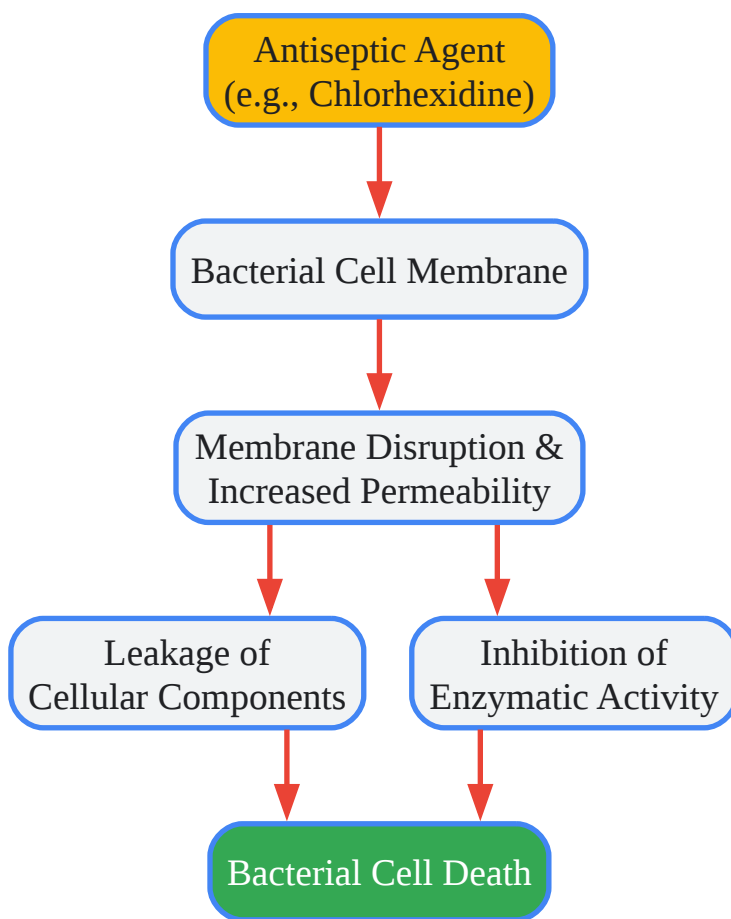 Antiseptic Agent
(e.g., Chlorhexidine)
Bacterial Cell Membrane
Membrane Disruption &
Increased Permeability
Leakage of
Cellular Components
Inhibition of
Enzymatic Activity
Bacterial Cell Death